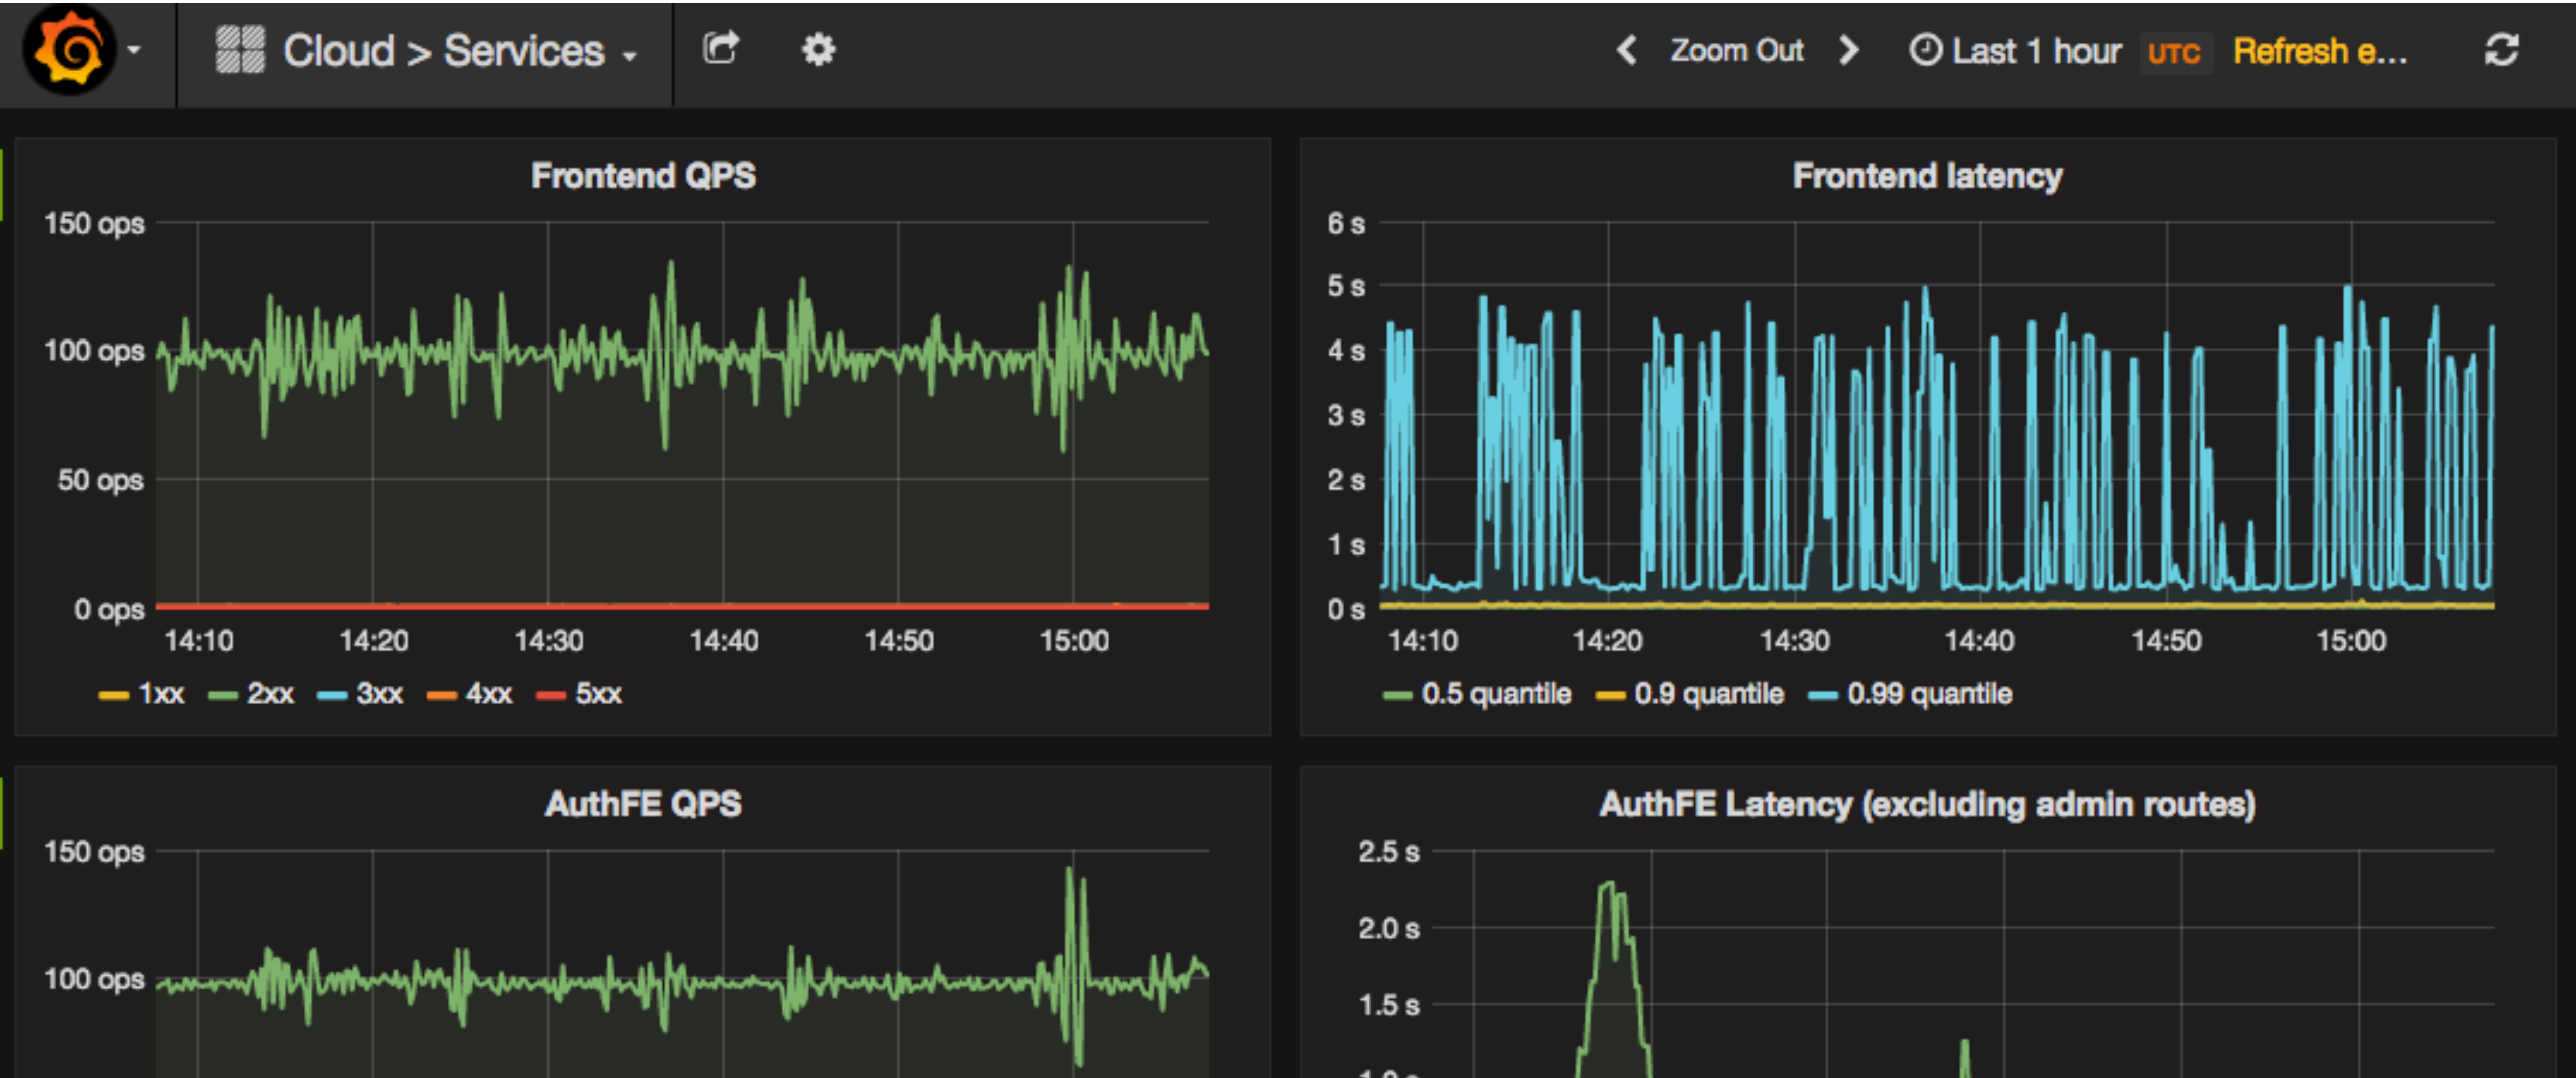 Cloud > Services
Zoom Out
Last 1 hour UTC Refresh e...
Frontend QPS
150 ops
100 ops
50 ops
0 ops
14:10 14:20 14:30 14:40 14:50 15:00
1xx 2xx 3xx 4xx 5xx
Frontend latency
6 s
5 s
4 s
3 s
2 s
1 s
0 s
14:10 14:20 14:30 14:40 14:50 15:00
0.5 quantile 0.9 quantile 0.99 quantile
AuthFE QPS
150 ops
100 ops
AuthFE Latency (excluding admin routes)
2.5 s
2.0 s
1.5 s